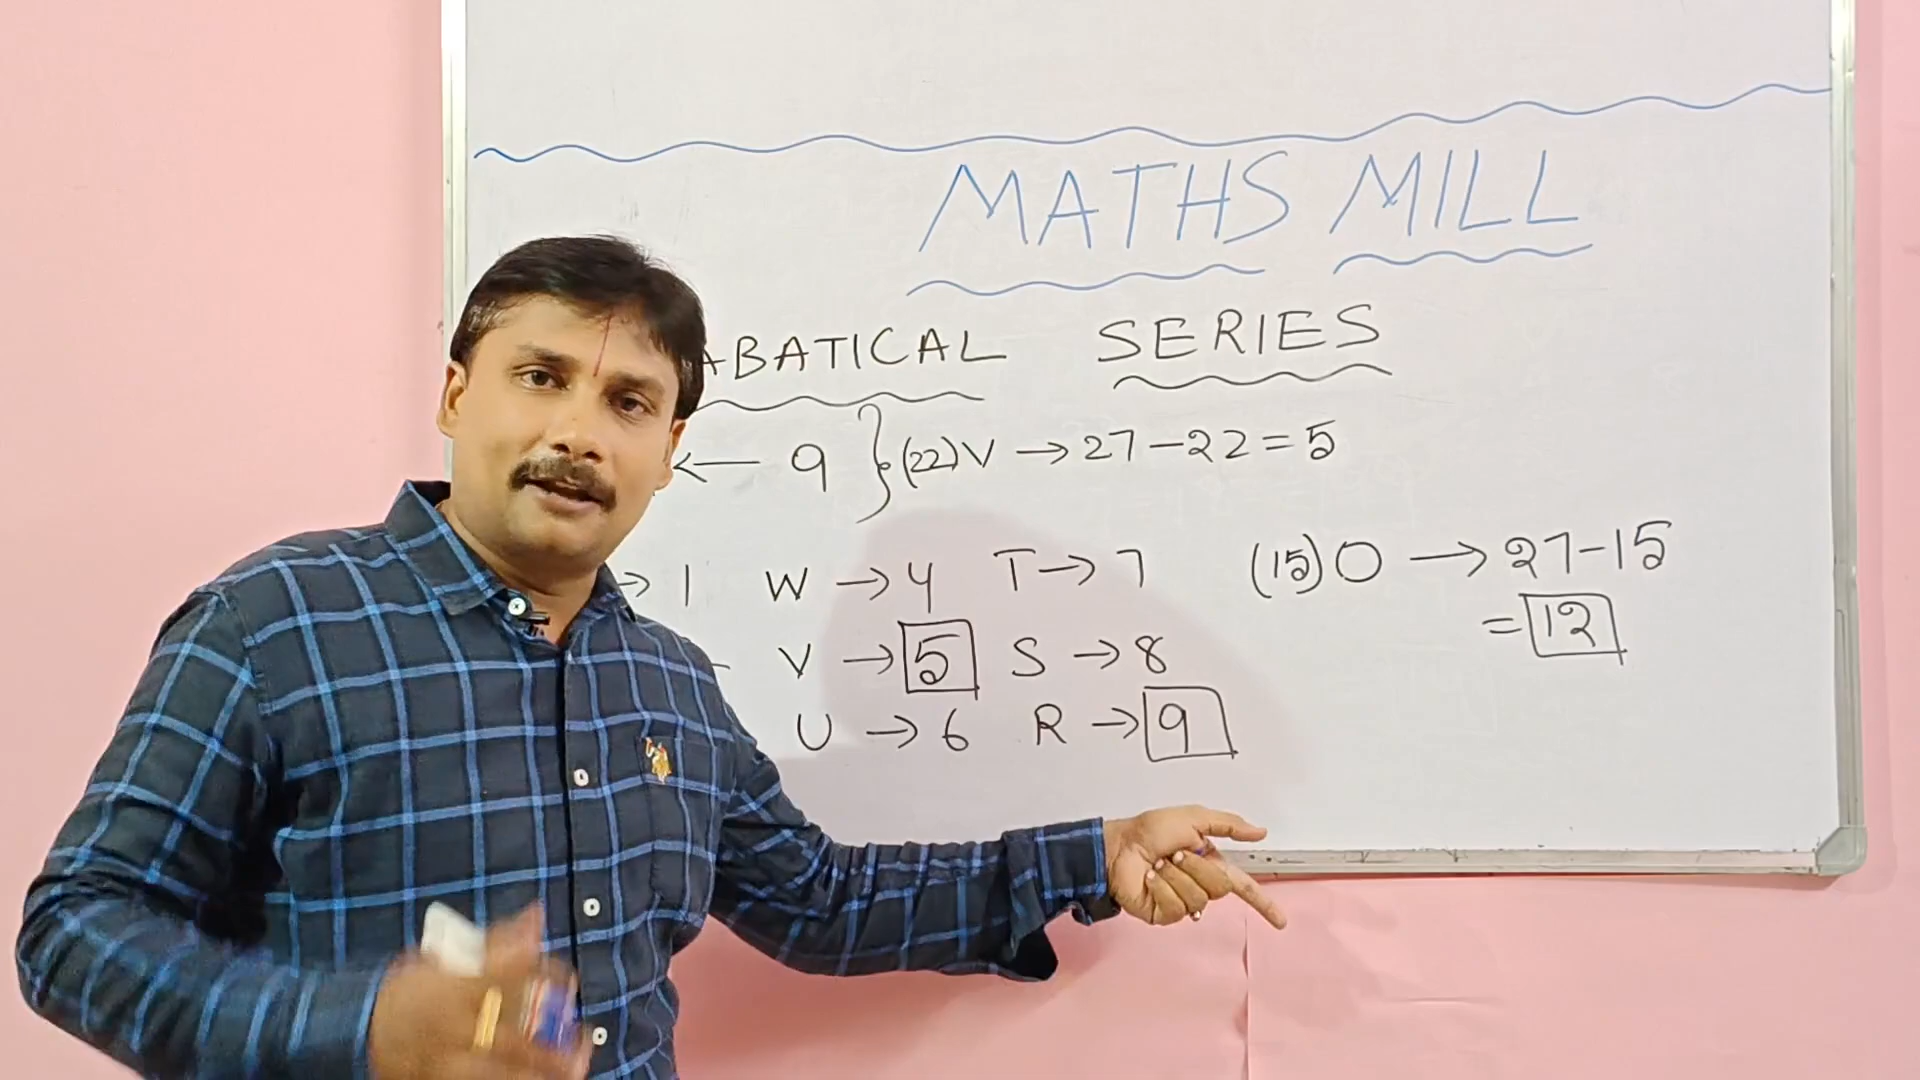 MATHS MILL
ABATICAL SERIES
← 9 } (22) V → 27-22=5
→ 1 W → 4 T → 7 (15) O → 27-15
= 12
V → 5 S → 8
U → 6 R → 9